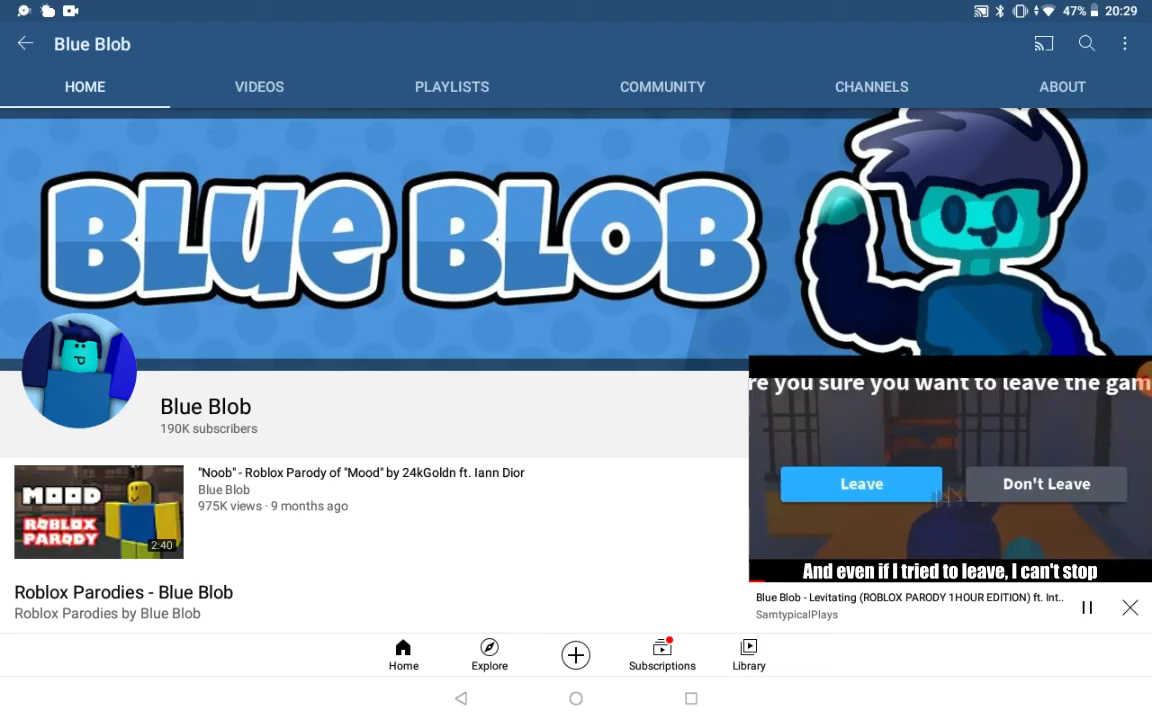 47% 20:29
Blue Blob
HOME VIDEOS PLAYLISTS COMMUNITY CHANNELS ABOUT
BLUE BLOB
Blue Blob
190K subscribers
MOOD
ROBLOX
PARODY
2:40
"Noob" - Roblox Parody of "Mood" by 24kGoldn ft. Iann Dior
Blue Blob
975K views · 9 months ago
Roblox Parodies - Blue Blob
Roblox Parodies by Blue Blob
re you sure you want to leave the gam
Leave Don't Leave
And even if I tried to leave, I can't stop
Blue Blob - Levitating (ROBLOX PARODY 1HOUR EDITION) ft. Int..
SamtypicalPlays
Home Explore Subscriptions Library